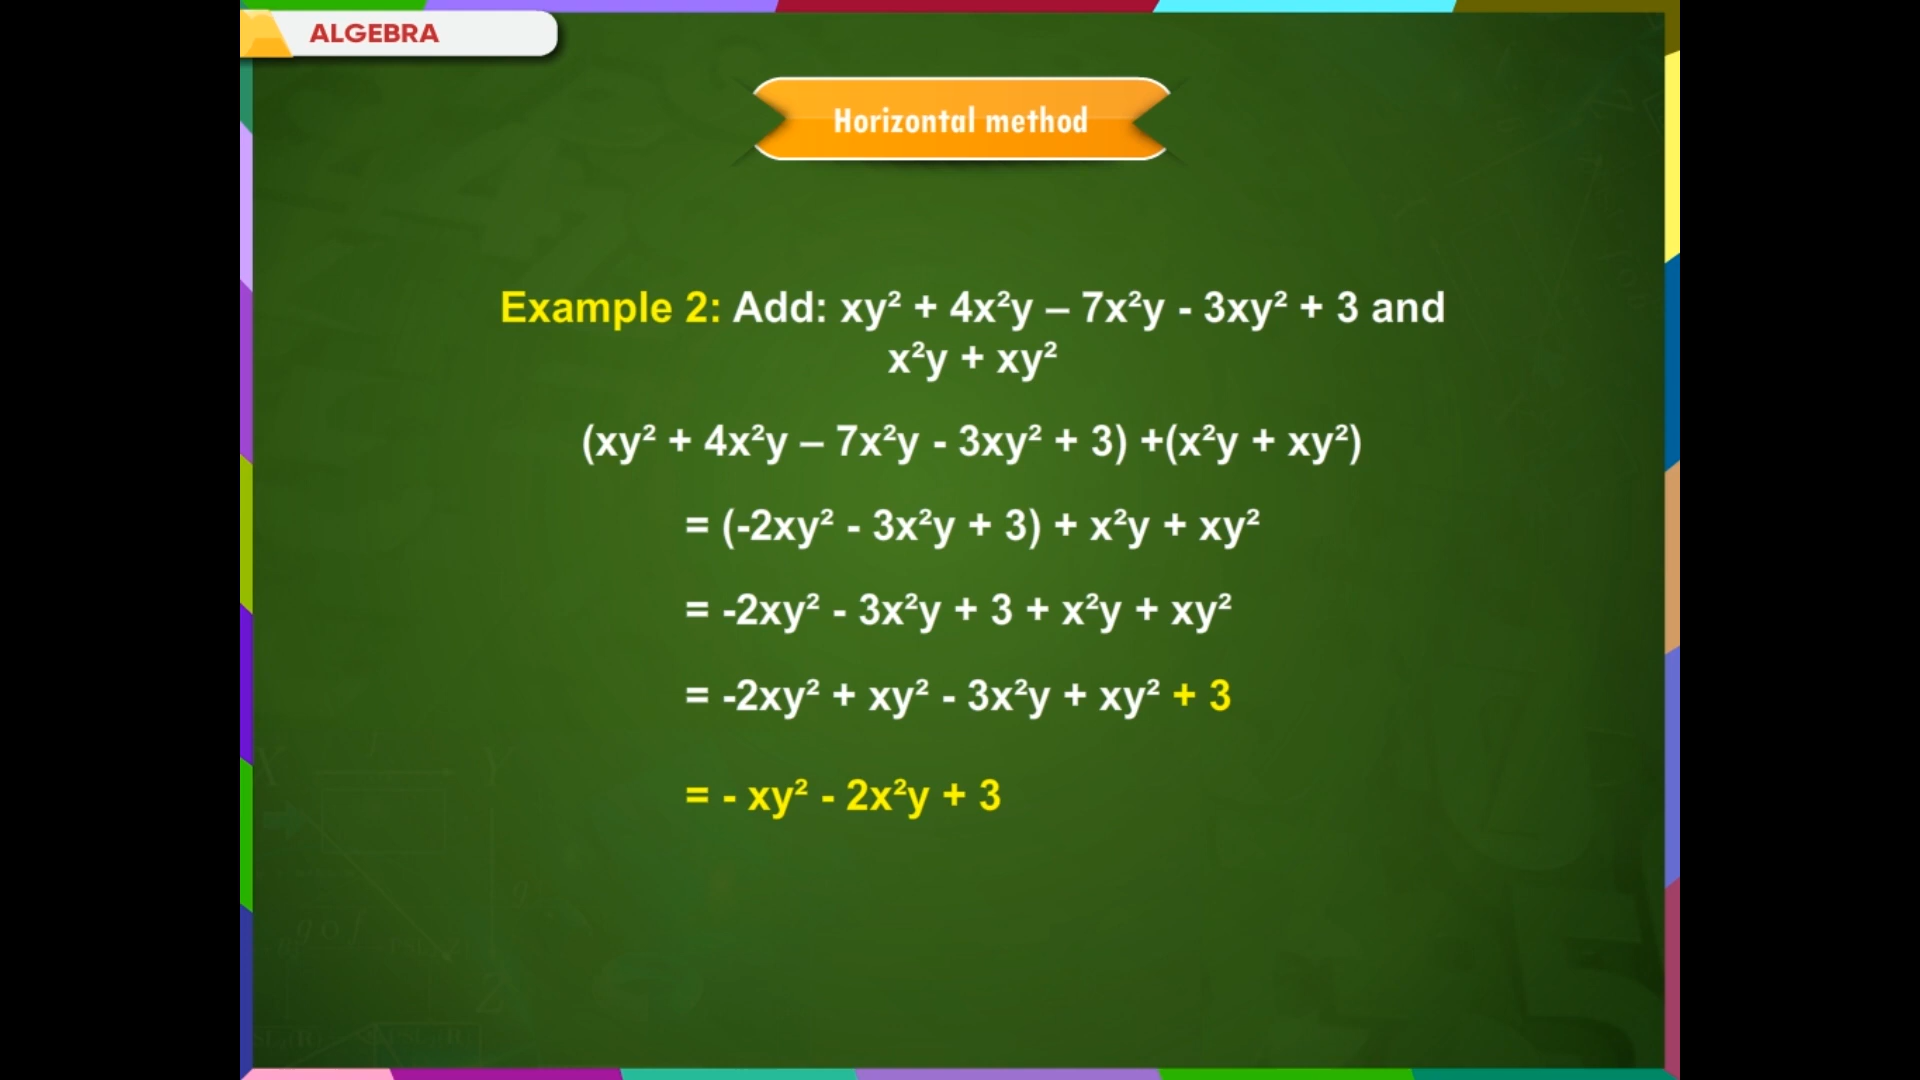 ALGEBRA
Horizontal method
Example 2: Add: xy² + 4x²y – 7x²y - 3xy² + 3 and
x²y + xy²
(xy² + 4x²y – 7x²y - 3xy² + 3) +(x²y + xy²)
= (-2xy² - 3x²y + 3) + x²y + xy²
= -2xy² - 3x²y + 3 + x²y + xy²
= -2xy² + xy² - 3x²y + xy² + 3
= - xy² - 2x²y + 3